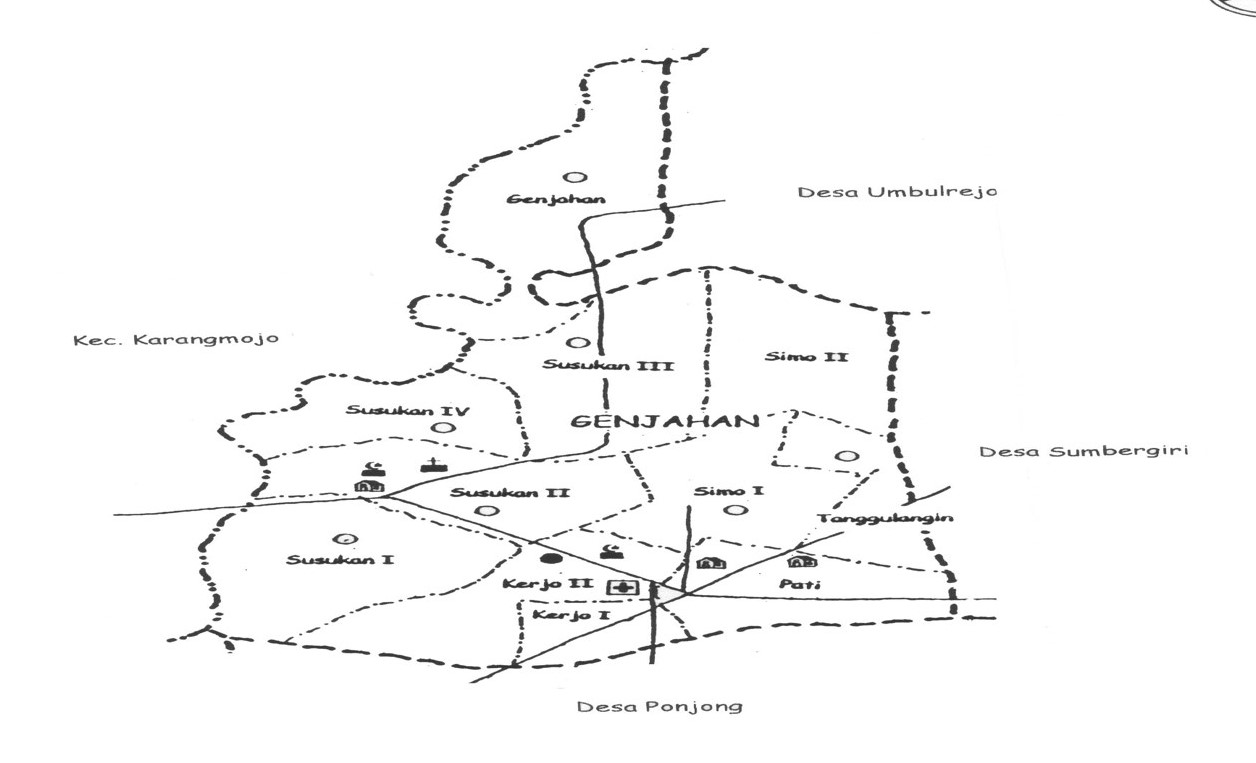 Genjahan
Desa Umbulrejo
Kec. Karangmojo
Susukan III
Simo II
Susukan IV
GENJAHAN
Desa Sumbergiri
Susukan II
Simo I
Tanggulangin
Susukan I
Kerjo II
Pati
Kerjo I
Desa Ponjong